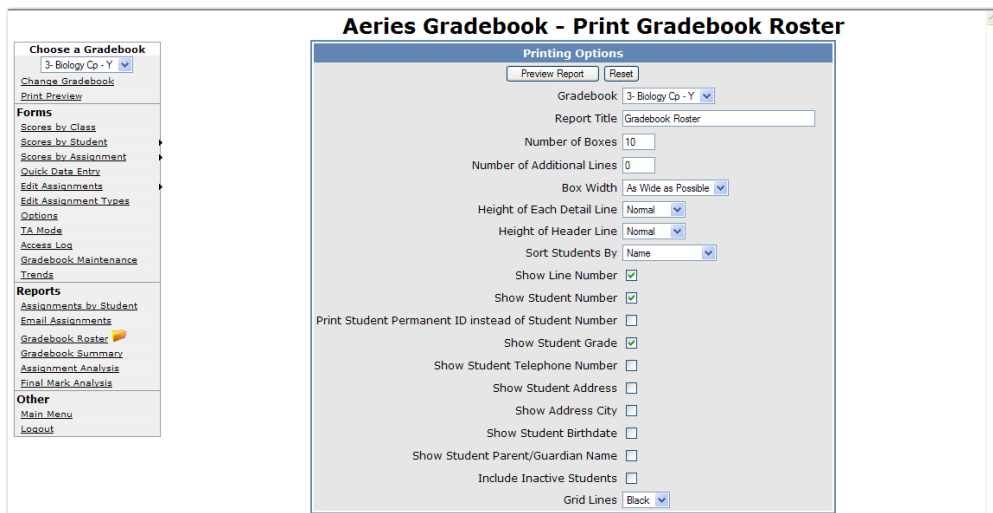 Aeries Gradebook - Print Gradebook Roster
Choose a Gradebook
3- Biology Cp - Y
Change Gradebook
Print Preview
Forms
Scores by Class
Scores by Student
Scores by Assignment
Quick Data Entry
Edit Assignments
Edit Assignment Types
Options
TA Mode
Access Log
Gradebook Maintenance
Trends
Reports
Assignments by Student
Email Assignments
Gradebook Roster
Gradebook Summary
Assignment Analysis
Final Mark Analysis
Other
Main Menu
Logout
Printing Options
Preview Report Reset
Gradebook 3- Biology Cp - Y
Report Title Gradebook Roster
Number of Boxes 10
Number of Additional Lines 0
Box Width As Wide as Possible
Height of Each Detail Line Normal
Height of Header Line Normal
Sort Students By Name
Show Line Number
Show Student Number
Print Student Permanent ID instead of Student Number
Show Student Grade
Show Student Telephone Number
Show Student Address
Show Address City
Show Student Birthdate
Show Student Parent/Guardian Name
Include Inactive Students
Grid Lines Black